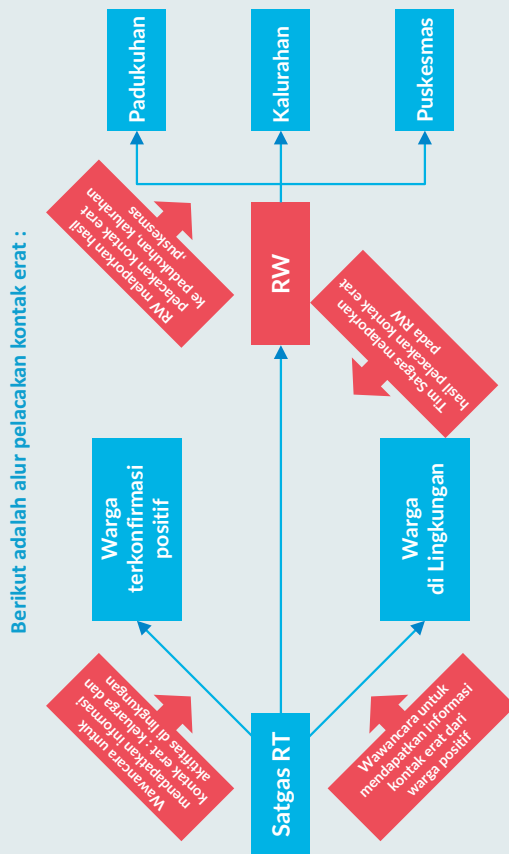 Berikut adalah alur pelacakan kontak erat :
Wawancara untuk
mendapatkan informasi
kontak erat : keluarga dan
aktifitas di lingkungan
Warga
terkonfirmasi
positif
RW melaporkan hasil
pelacakan kontak erat
ke padukuhan, kalurahan
,puskesmas
Padukuhan
Satgas RT
RW
Kalurahan
Wawancara untuk
mendapatkan informasi
kontak erat dari
warga positif
Warga
di Lingkungan
Tim Satgas melaporkan
hasil pelacakan kontak erat
pada RW
Puskesmas